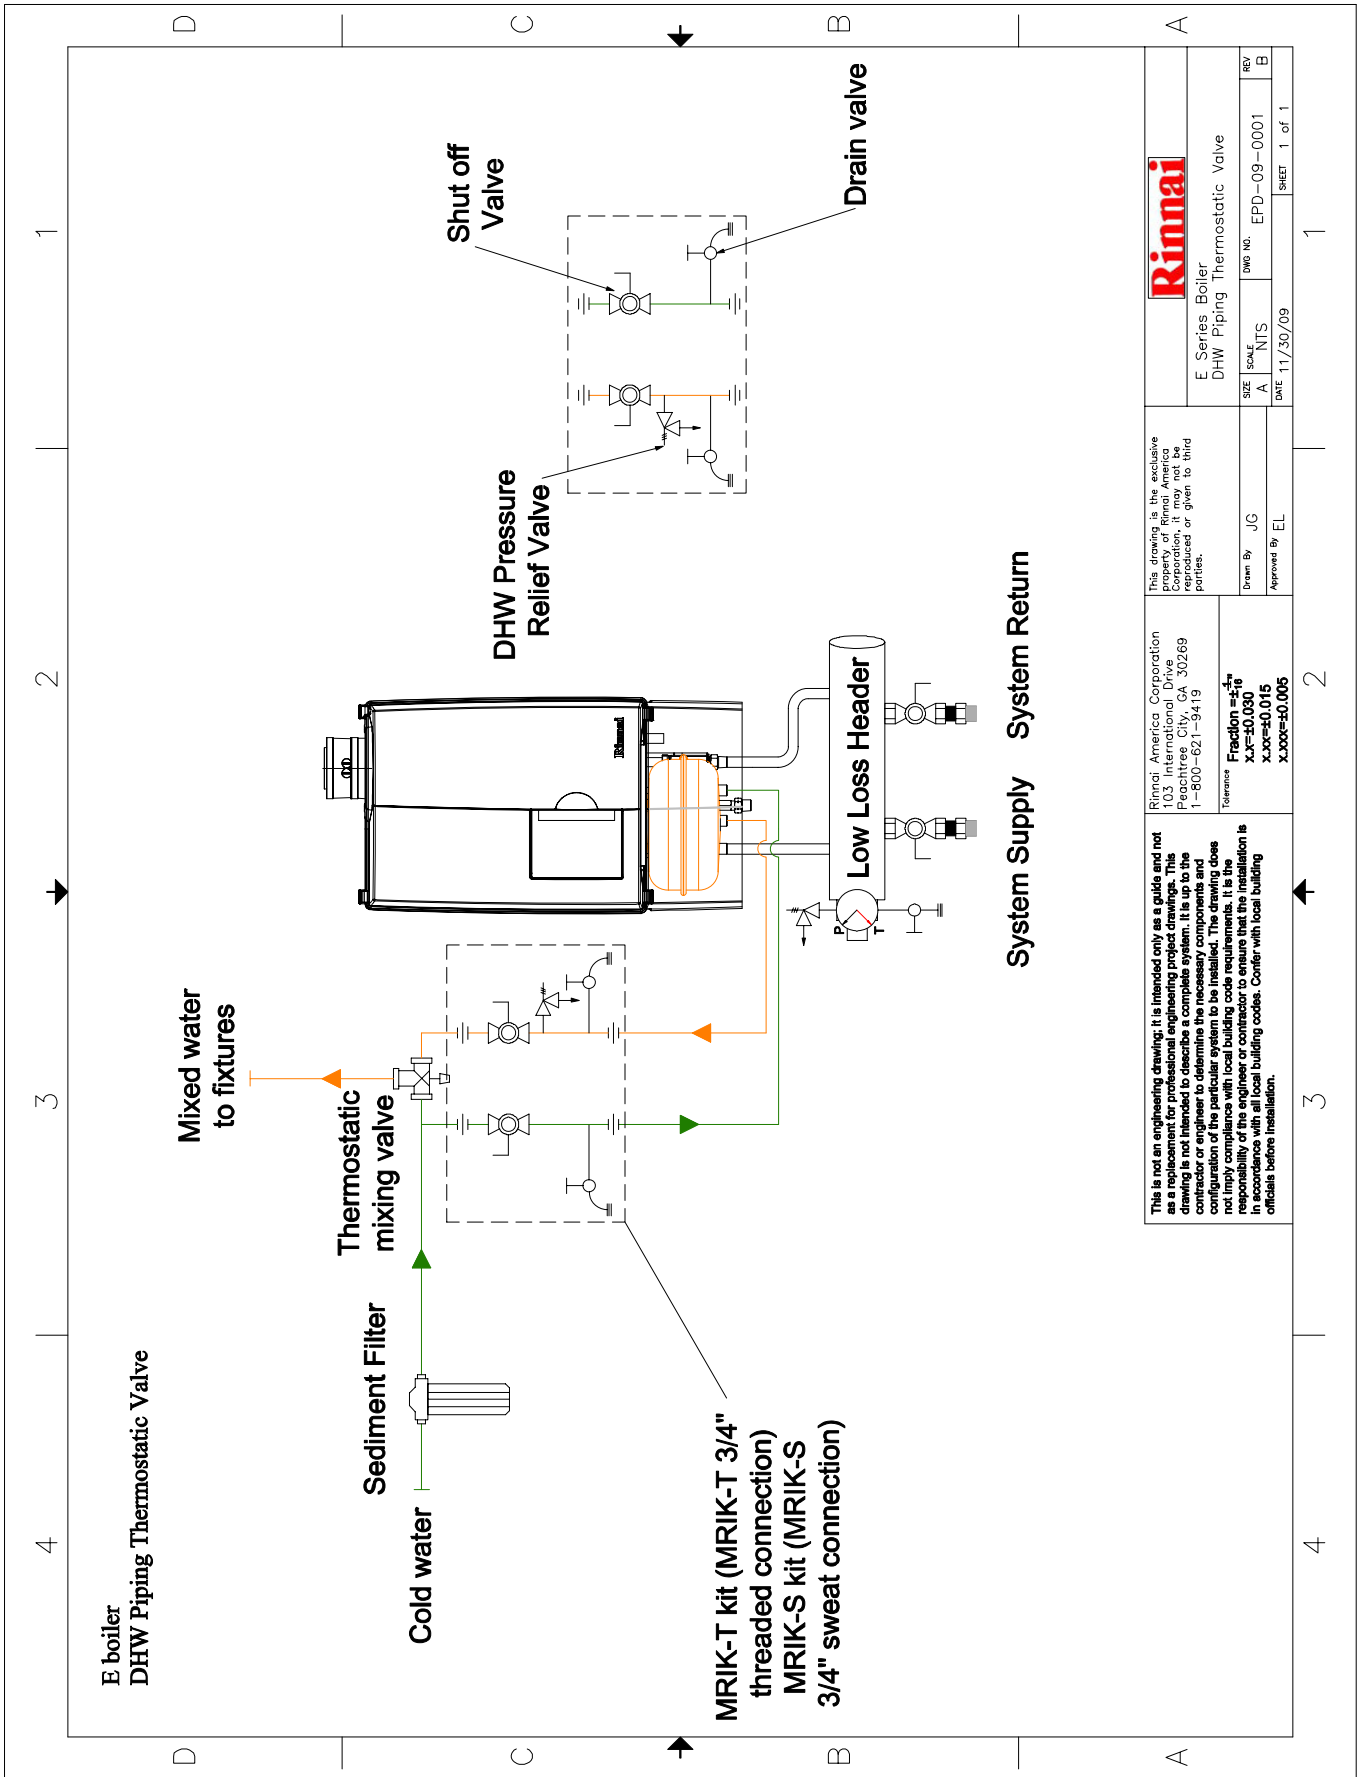 E boiler
DHW Piping Thermostatic Valve
D
C
B
A
4
3
2
1
Mixed water
to fixtures
Thermostatic
mixing valve
Sediment Filter
Cold water
MRIK-T kit (MRIK-T 3/4"
threaded connection)
MRIK-S kit (MRIK-S
3/4" sweat connection)
Rinnai
P
T
Low Loss Header
System Supply
System Return
DHW Pressure
Relief Valve
Shut off
Valve
Drain valve
This is not an engineering drawing; it is intended only as a guide and not
as a replacement for professional engineering project drawings. This
drawing is not intended to describe a complete system. It is up to the
contractor or engineer to determine the necessary components and
configuration of the particular system to be installed. The drawing does
not imply compliance with local building code requirements. It is the
responsibility of the engineer or contractor to ensure that the installation is
in accordance with all local building codes. Confer with local building
officials before installation.
Rinnai America Corporation
103 International Drive
Peachtree City, GA 30269
1-800-621-9419
Tolerance
Fraction =±1/16"
x.x=±0.030
x.xx=±0.015
x.xxx=±0.005
This drawing is the exclusive
property of Rinnai America
Corporation, it may not be
reproduced or given to third
parties.
Drawn By JG
Approved By EL
Rinnai
E Series Boiler
DHW Piping Thermostatic Valve
SIZE A
SCALE NTS
DWG NO. EPD-09-0001
REV B
DATE 11/30/09
SHEET 1 of 1
4
3
2
1
D
C
B
A